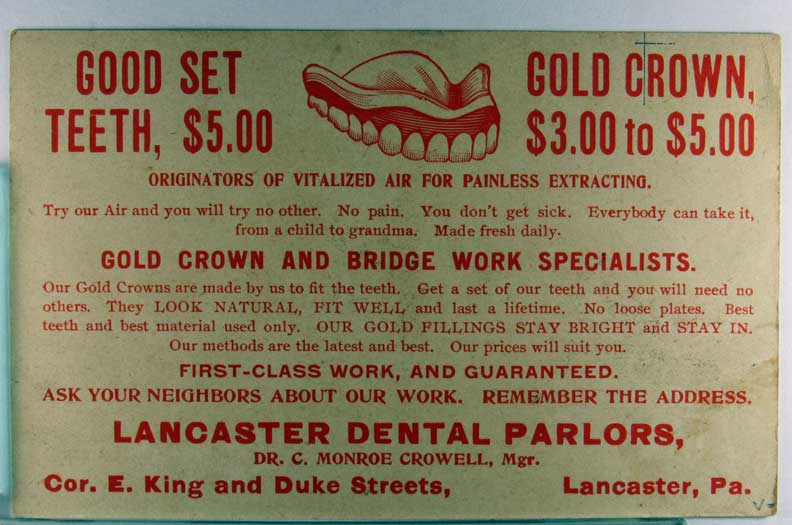 GOOD SET
TEETH, $5.00
GOLD CROWN,
$3.00 to $5.00
ORIGINATORS OF VITALIZED AIR FOR PAINLESS EXTRACTING.
Try our Air and you will try no other. No pain. You don't get sick. Everybody can take it,
from a child to grandma. Made fresh daily.
GOLD CROWN AND BRIDGE WORK SPECIALISTS.
Our Gold Crowns are made by us to fit the teeth. Get a set of our teeth and you will need no
others. They LOOK NATURAL, FIT WELL and last a lifetime. No loose plates. Best
teeth and best material used only. OUR GOLD FILLINGS STAY BRIGHT and STAY IN.
Our methods are the latest and best. Our prices will suit you.
FIRST-CLASS WORK, AND GUARANTEED.
ASK YOUR NEIGHBORS ABOUT OUR WORK. REMEMBER THE ADDRESS.
LANCASTER DENTAL PARLORS,
DR. C. MONROE CROWELL, Mgr.
Cor. E. King and Duke Streets, Lancaster, Pa.